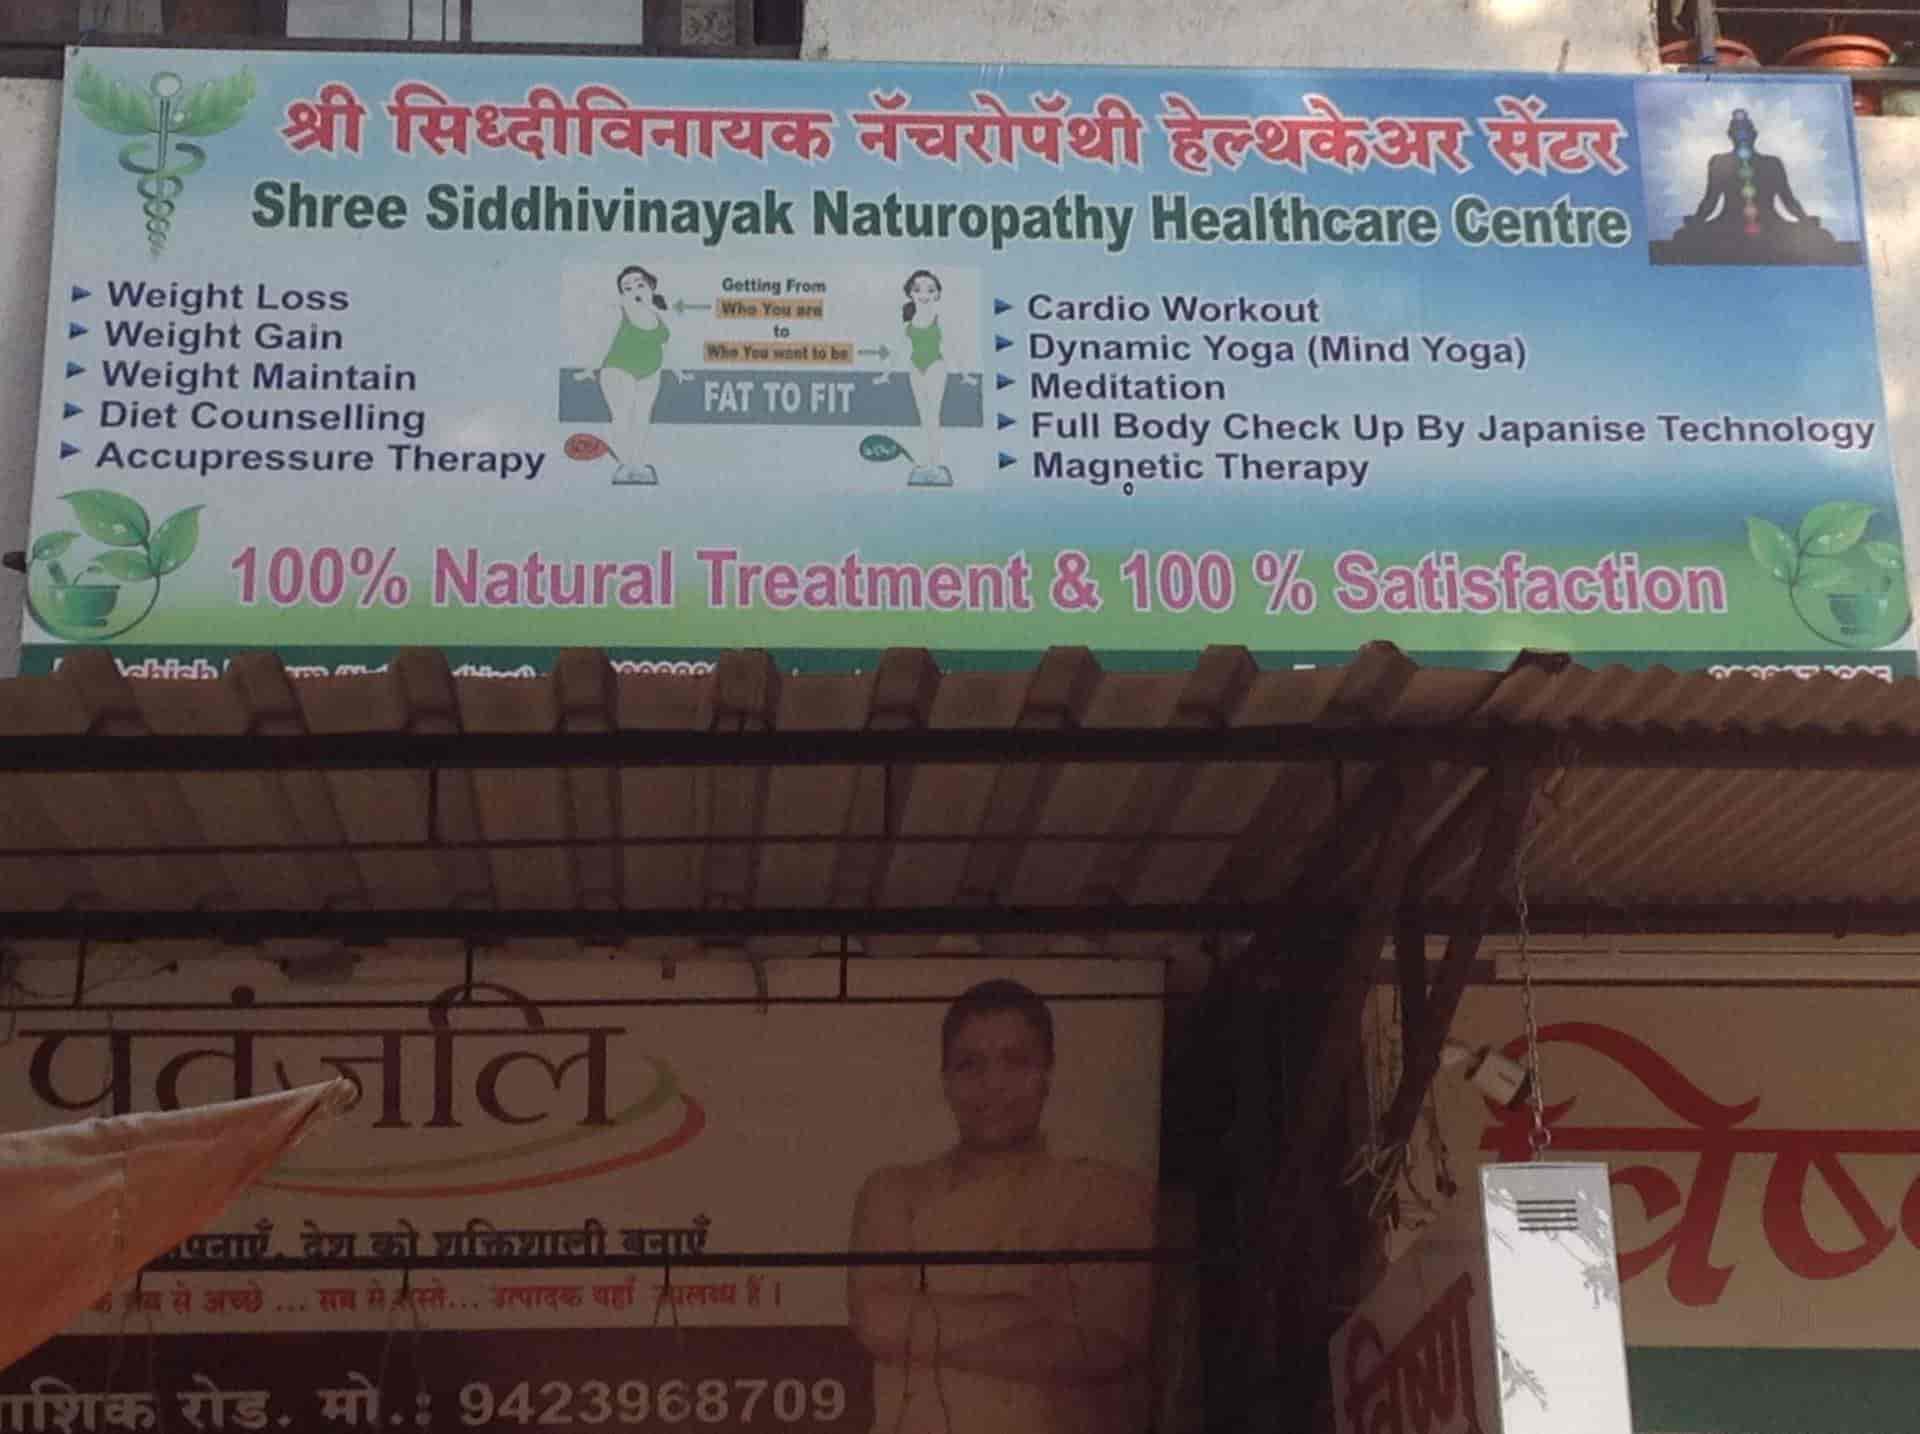 श्री सिध्दीविनायक नॅचरोपॅथी हेल्थकेअर सेंटर
Shree Siddhivinayak Naturopathy Healthcare Centre
Weight Loss
Weight Gain
Weight Maintain
Diet Counselling
Accupressure Therapy
Getting From
Who You are
to
Who You want to be
FAT TO FIT
Cardio Workout
Dynamic Yoga (Mind Yoga)
Meditation
Full Body Check Up By Japanise Technology
Magnetic Therapy
100% Natural Treatment & 100 % Satisfaction
पतंजलि
देश को शक्तिशाली बनाएँ
से अच्छे ... सब से सस्ते... उत्पादक यहाँ उपलब्ध हैं।
रोड. मो.: 9423968709